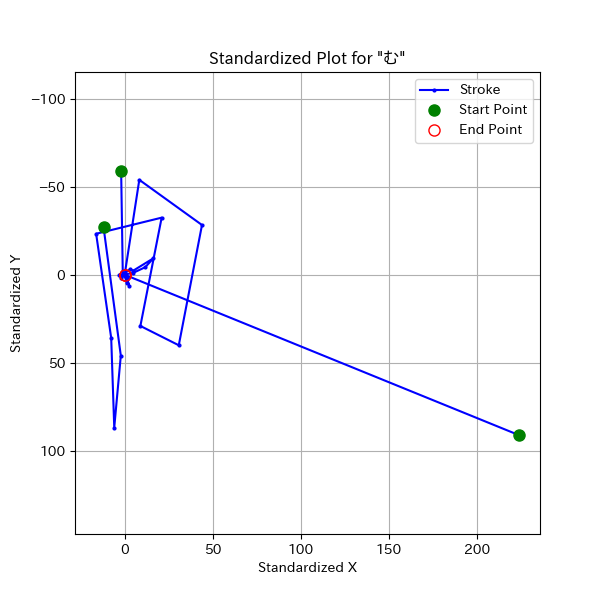 Standardized Plot for "む"
Stroke
Start Point
End Point
Standardized Y
−100
−50
0
50
100
0 50 100 150 200
Standardized X